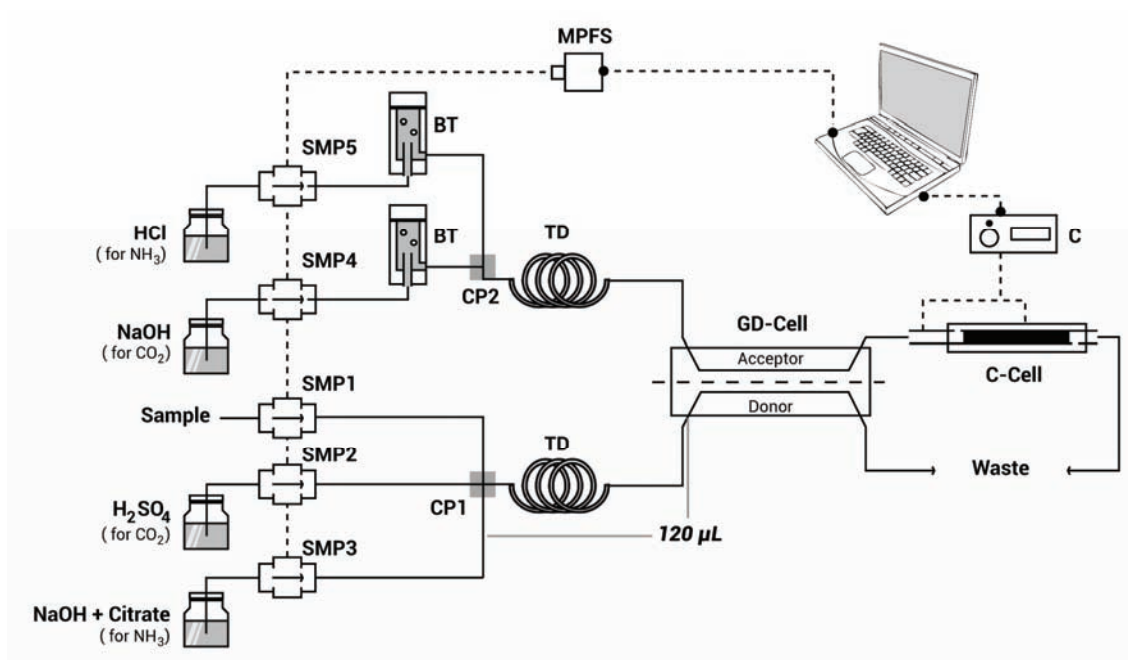 MPFS
BT
SMP5
HCl
( for NH3)
BT
TD
C
SMP4
CP2
NaOH
( for CO2)
GD-Cell
Acceptor
C-Cell
SMP1
Donor
Sample
TD
SMP2
Waste
H2SO4
( for CO2)
CP1
120 µL
SMP3
NaOH + Citrate
( for NH3)